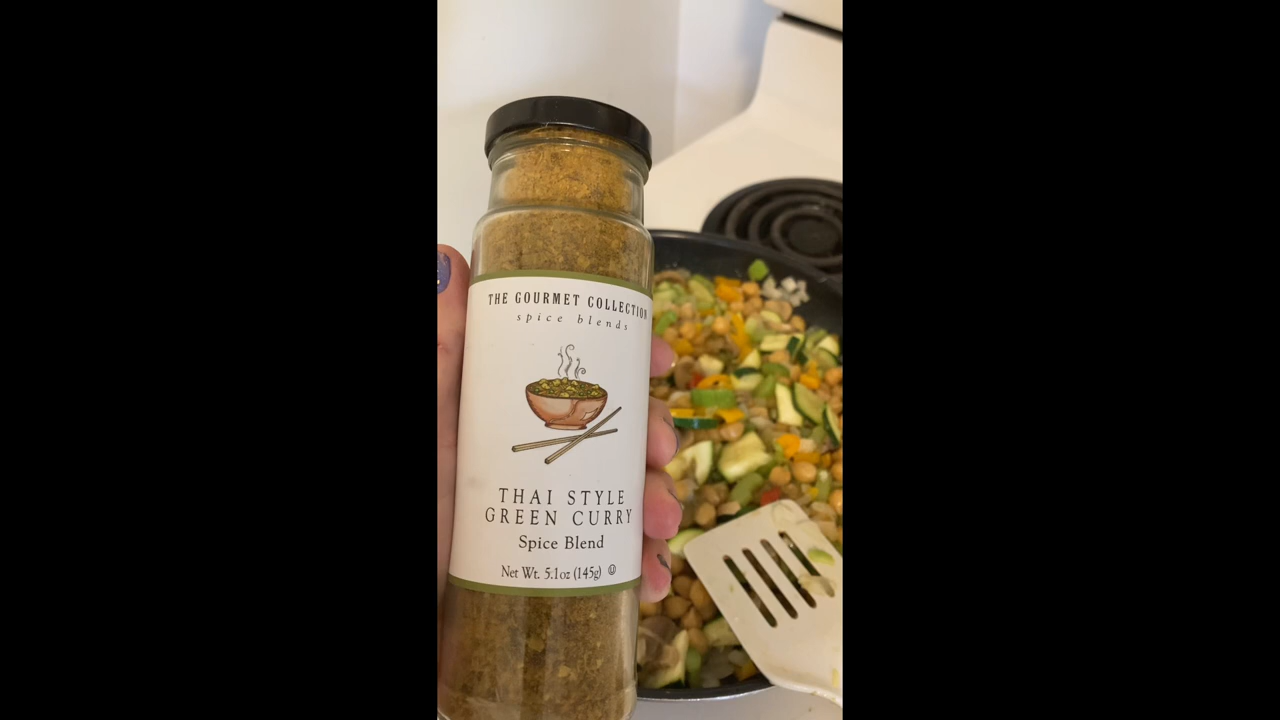 THE GOURMET COLLECTION
spice blends
THAI STYLE
GREEN CURRY
Spice Blend
Net Wt. 5.1oz (145g) Ⓤ